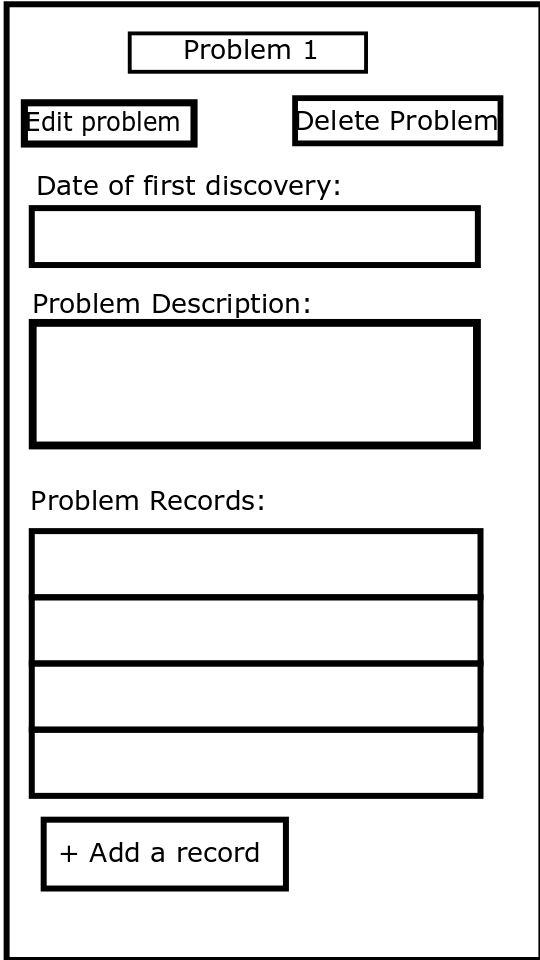 Problem 1
Edit problem
Delete Problem
Date of first discovery:
Problem Description:
Problem Records:
+ Add a record